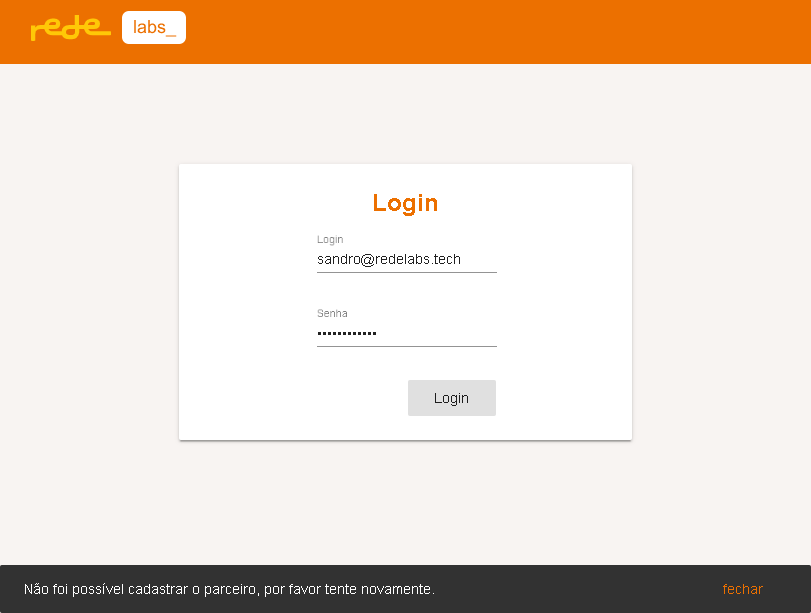 rede labs_
Login
Login
sandro@redelabs.tech
Senha
••••••••••••
Login
Não foi possível cadastrar o parceiro, por favor tente novamente. fechar